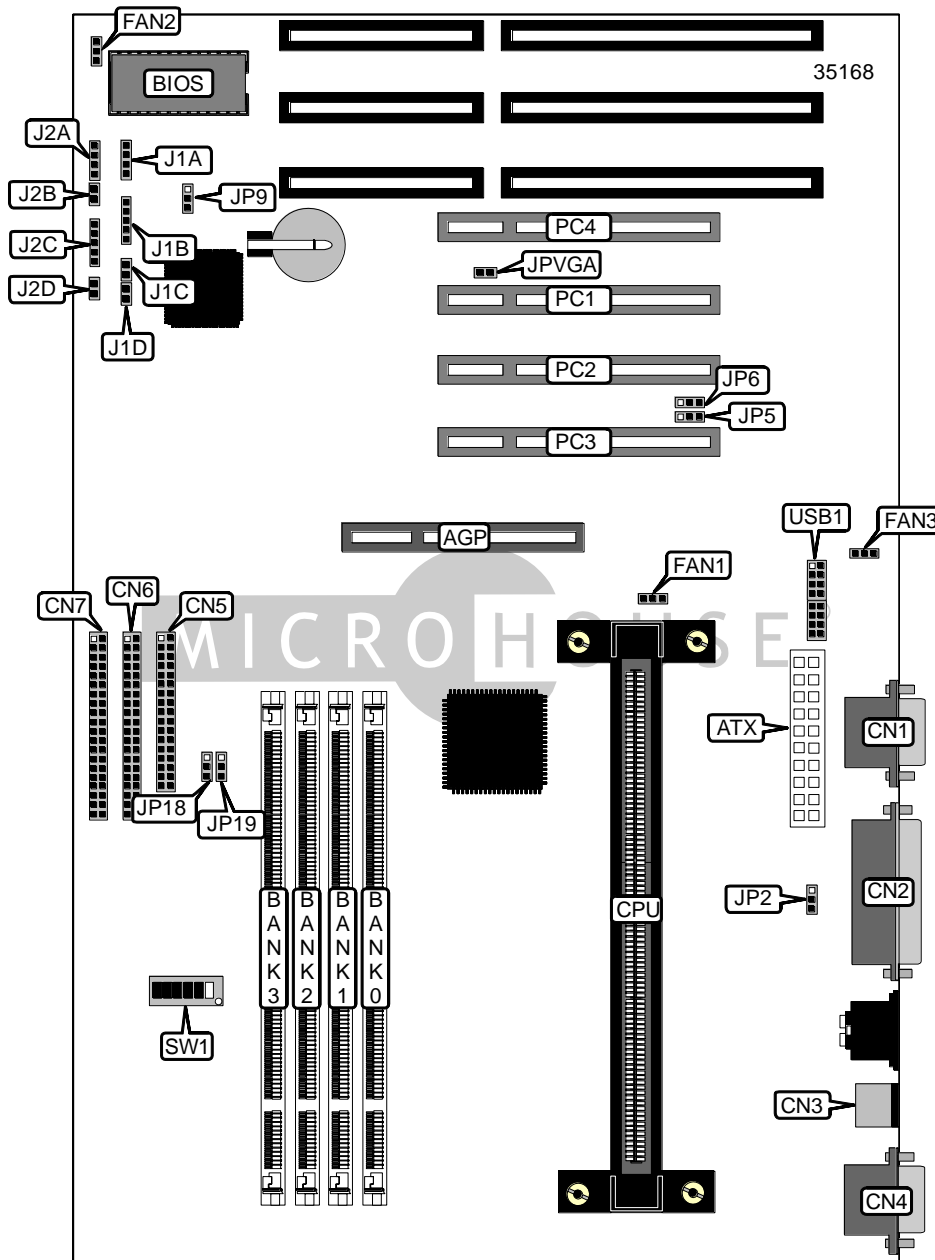 FAN2
BIOS
35168
J2A
J1A
J2B
JP9
J2C
J1B
PC4
JPVGA
J2D
J1C
PC1
J1D
PC2
JP6
JP5
PC3
USB1
FAN3
AGP
FAN1
CN7
CN6
CN5
MICROHOUSE®
ATX
CN1
JP18
JP19
BANK3
BANK2
BANK1
BANK0
CPU
JP2
CN2
SW1
CN3
CN4